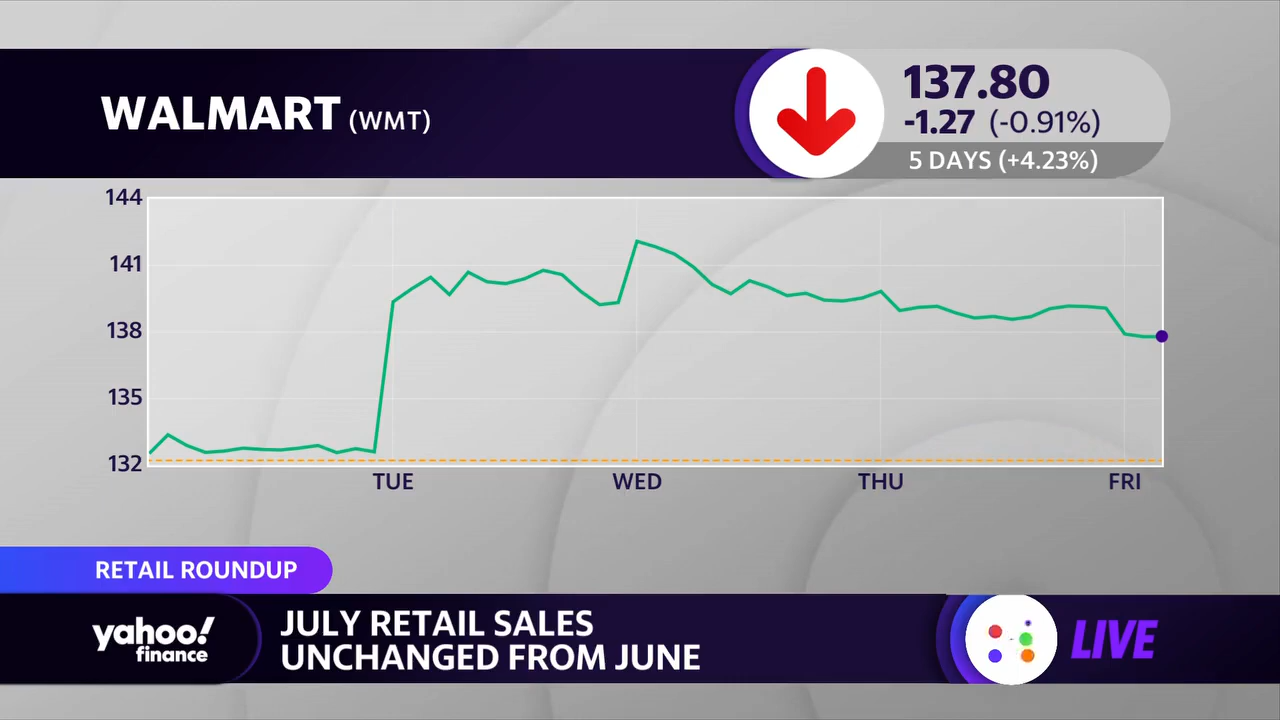 WALMART (WMT)
137.80
-1.27 (-0.91%)
5 DAYS (+4.23%)
144
141
138
135
132
TUE WED THU FRI
RETAIL ROUNDUP
yahoo!
finance
JULY RETAIL SALES
UNCHANGED FROM JUNE
LIVE